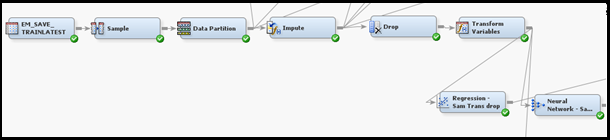 EM_SAVE_
TRAINLATEST
Sample
Data Partition
Impute
Drop
Transform
Variables
Regression -
Sam Trans drop
Neural
Network - Sa...